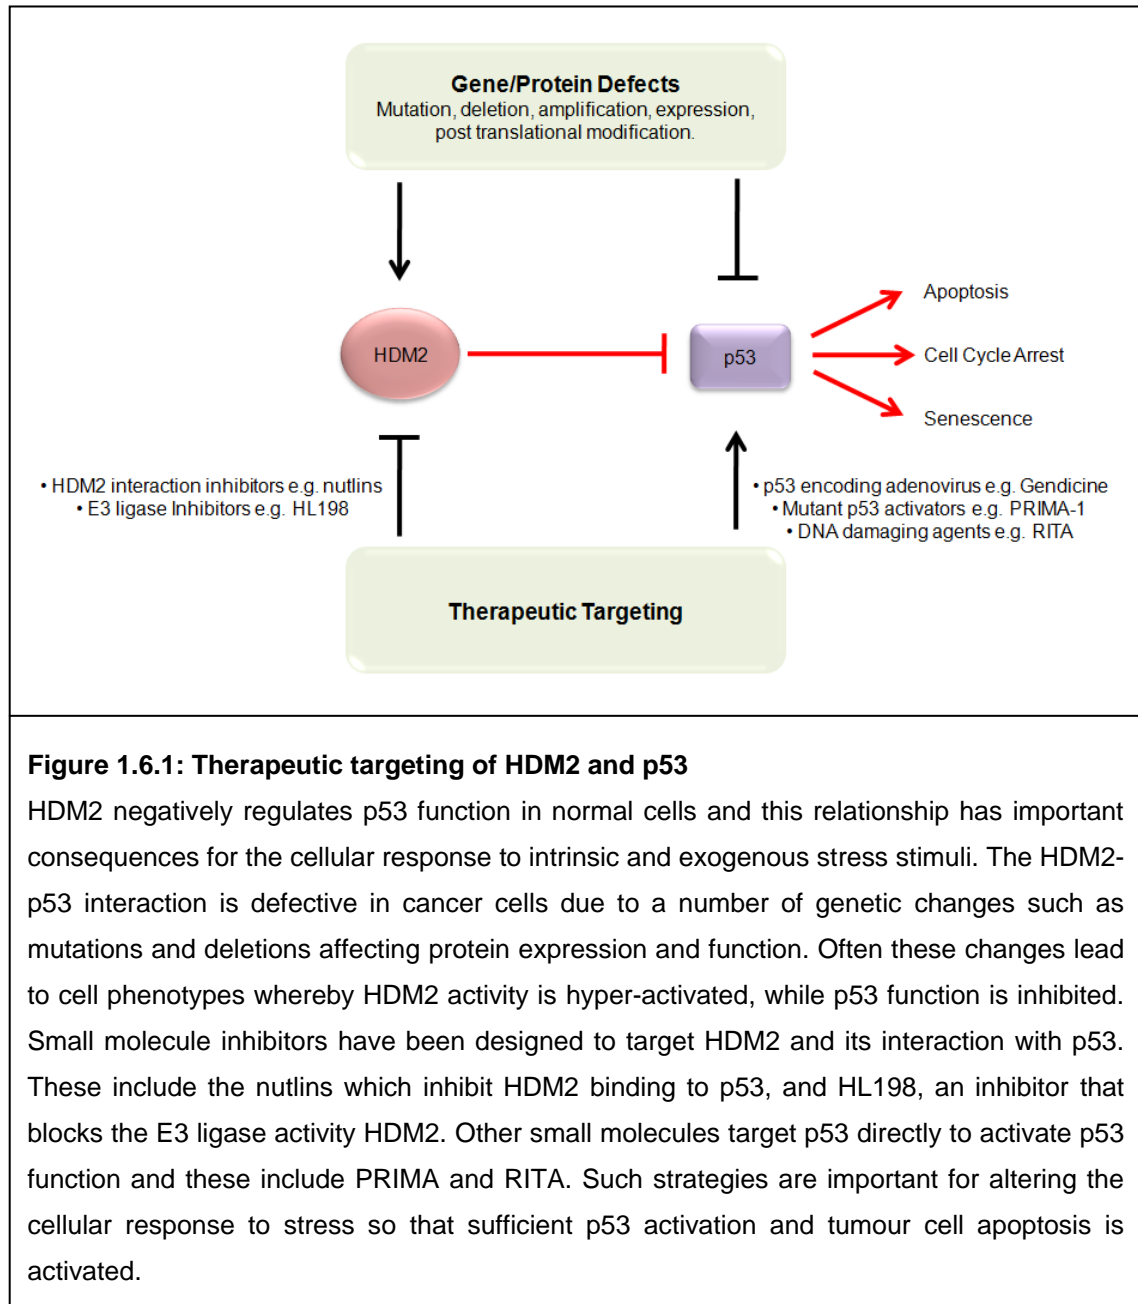 Gene/Protein Defects
Mutation, deletion, amplification, expression,
post translational modification.
HDM2
p53
Apoptosis
Cell Cycle Arrest
Senescence
• HDM2 interaction inhibitors e.g. nutlins
• E3 ligase Inhibitors e.g. HL198
• p53 encoding adenovirus e.g. Gendicine
• Mutant p53 activators e.g. PRIMA-1
• DNA damaging agents e.g. RITA
Therapeutic Targeting
Figure 1.6.1: Therapeutic targeting of HDM2 and p53
HDM2 negatively regulates p53 function in normal cells and this relationship has important
consequences for the cellular response to intrinsic and exogenous stress stimuli. The HDM2-
p53 interaction is defective in cancer cells due to a number of genetic changes such as
mutations and deletions affecting protein expression and function. Often these changes lead
to cell phenotypes whereby HDM2 activity is hyper-activated, while p53 function is inhibited.
Small molecule inhibitors have been designed to target HDM2 and its interaction with p53.
These include the nutlins which inhibit HDM2 binding to p53, and HL198, an inhibitor that
blocks the E3 ligase activity HDM2. Other small molecules target p53 directly to activate p53
function and these include PRIMA and RITA. Such strategies are important for altering the
cellular response to stress so that sufficient p53 activation and tumour cell apoptosis is
activated.